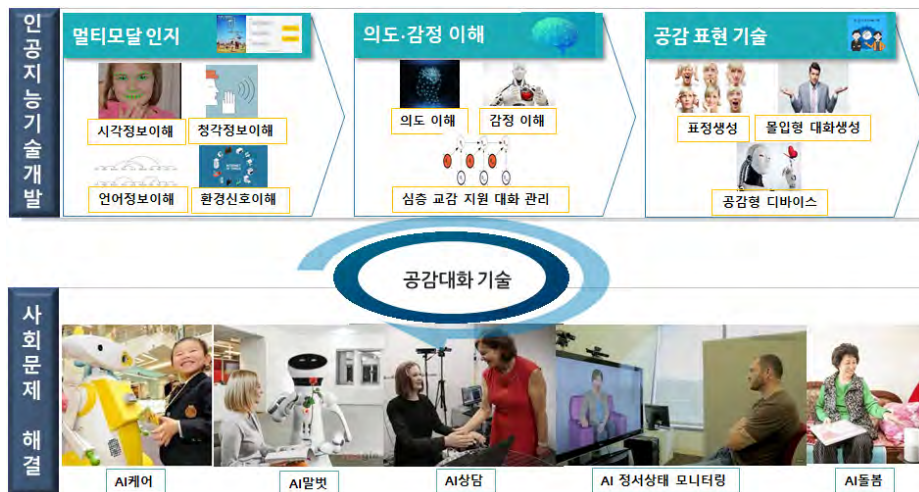 인공지능기술개발
멀티모달 인지
의도·감정 이해
공감 표현 기술
시각정보이해
청각정보이해
언어정보이해
환경신호이해
의도 이해
감정 이해
심층 교감 지원 대화 관리
표정생성
몰입형 대화생성
공감형 디바이스
공감대화 기술
사회문제 해결
AI케어
AI말벗
AI상담
AI 정서상태 모니터링
AI돌봄